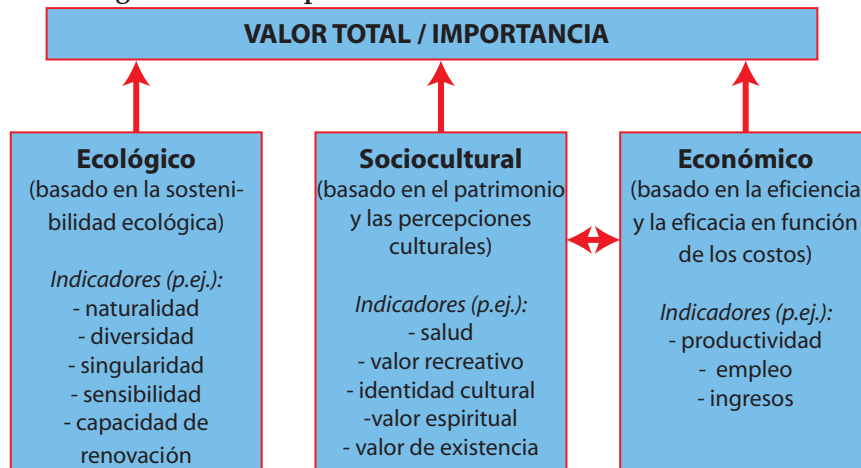 VALOR TOTAL / IMPORTANCIA
Ecológico
(basado en la sosteni-
bilidad ecológica)
Indicadores (p.ej.):
- naturalidad
- diversidad
- singularidad
- sensibilidad
- capacidad de
renovación
Sociocultural
(basado en el patrimonio
y las percepciones
culturales)
Indicadores (p.ej.):
- salud
- valor recreativo
- identidad cultural
-valor espiritual
- valor de existencia
Económico
(basado en la eficiencia
y la eficacia en función
de los costos)
Indicadores (p.ej.):
- productividad
- empleo
- ingresos